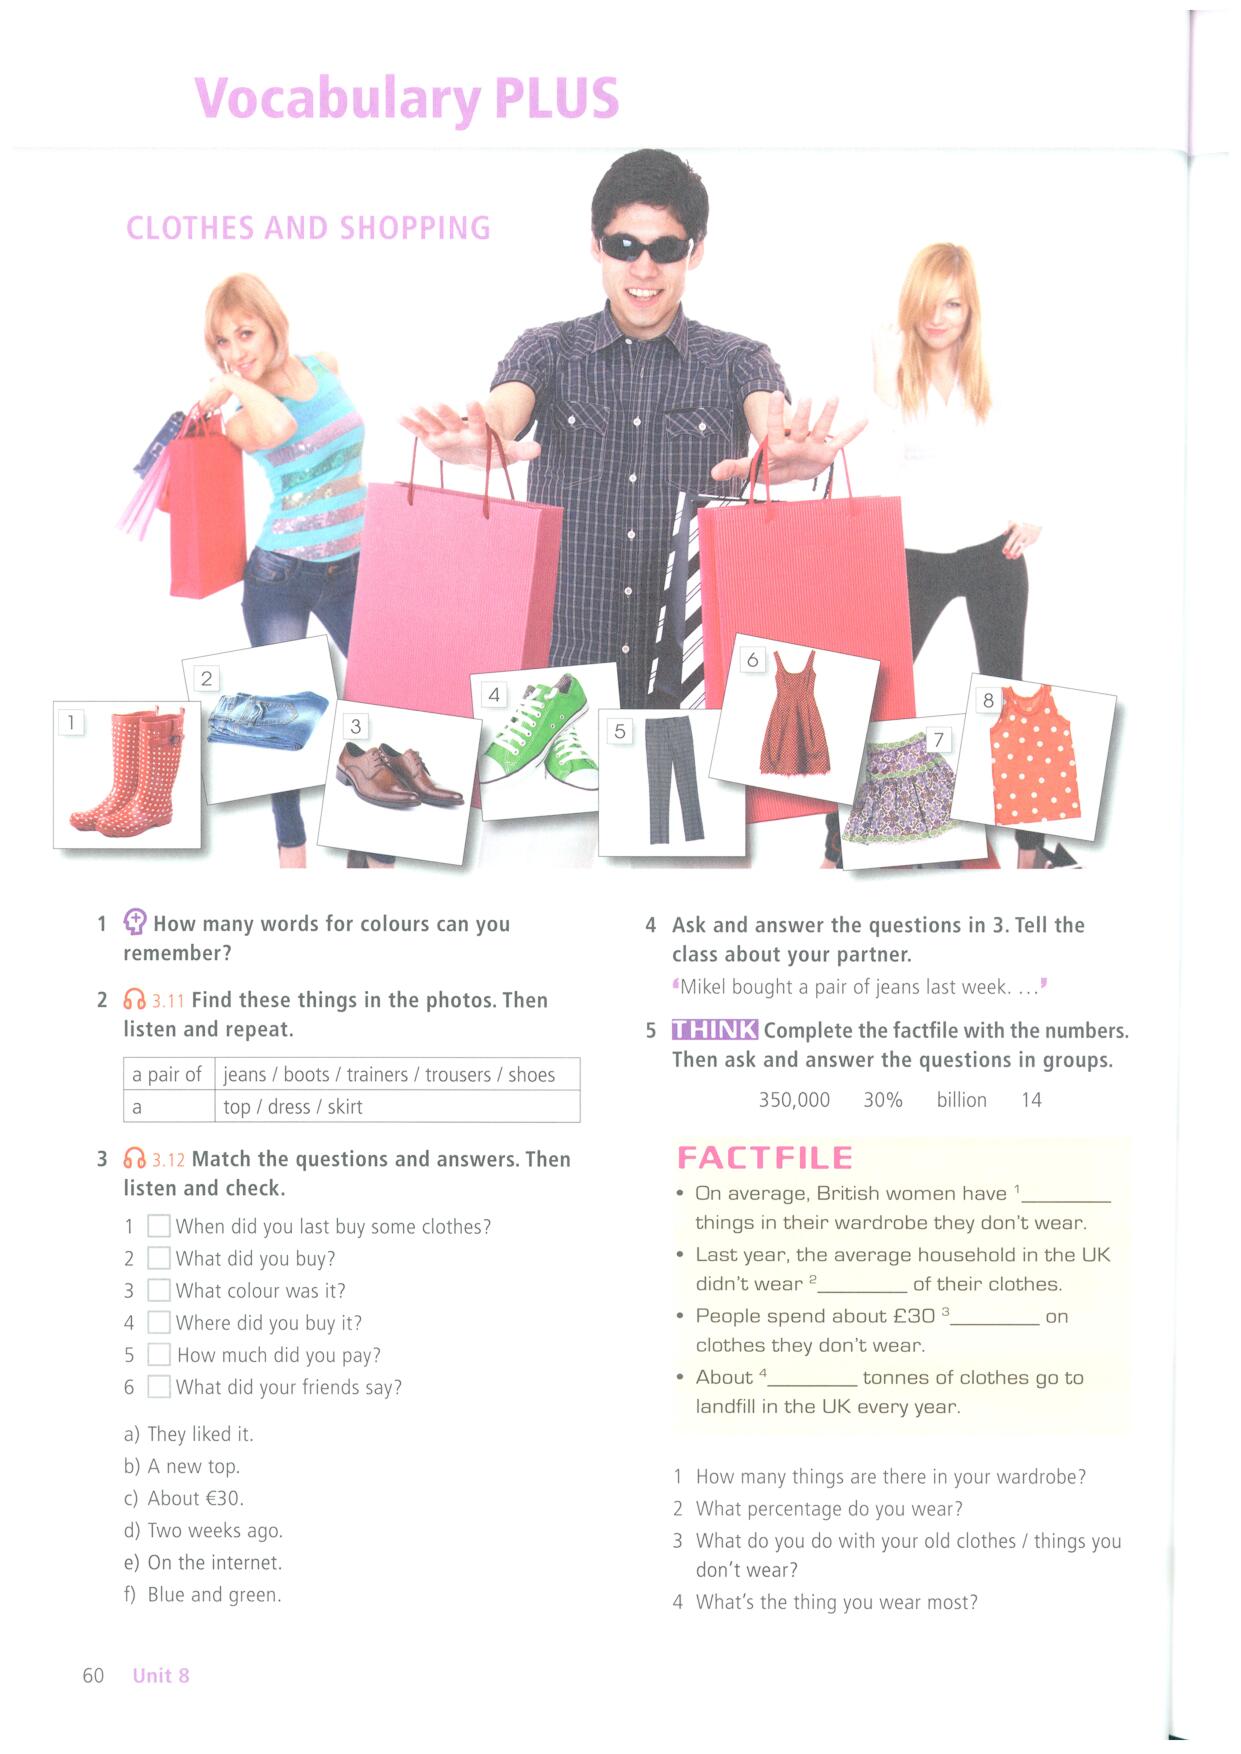 Vocabulary PLUS
CLOTHES AND SHOPPING
1
2
3
4
5
6
7
8
1 How many words for colours can you
remember?
2 3.11 Find these things in the photos. Then
listen and repeat.
a pair of jeans / boots / trainers / trousers / shoes
a top / dress / skirt
3 3.12 Match the questions and answers. Then
listen and check.
1 When did you last buy some clothes?
2 What did you buy?
3 What colour was it?
4 Where did you buy it?
5 How much did you pay?
6 What did your friends say?
a) They liked it.
b) A new top.
c) About €30.
d) Two weeks ago.
e) On the internet.
f) Blue and green.
4 Ask and answer the questions in 3. Tell the
class about your partner.
‘Mikel bought a pair of jeans last week. …’
5 THINK Complete the factfile with the numbers.
Then ask and answer the questions in groups.
350,000 30% billion 14
FACTFILE
• On average, British women have ¹________
things in their wardrobe they don't wear.
• Last year, the average household in the UK
didn't wear ²________ of their clothes.
• People spend about £30 ³________ on
clothes they don't wear.
• About ⁴________ tonnes of clothes go to
landfill in the UK every year.
1 How many things are there in your wardrobe?
2 What percentage do you wear?
3 What do you do with your old clothes / things you
don't wear?
4 What's the thing you wear most?
60 Unit 8